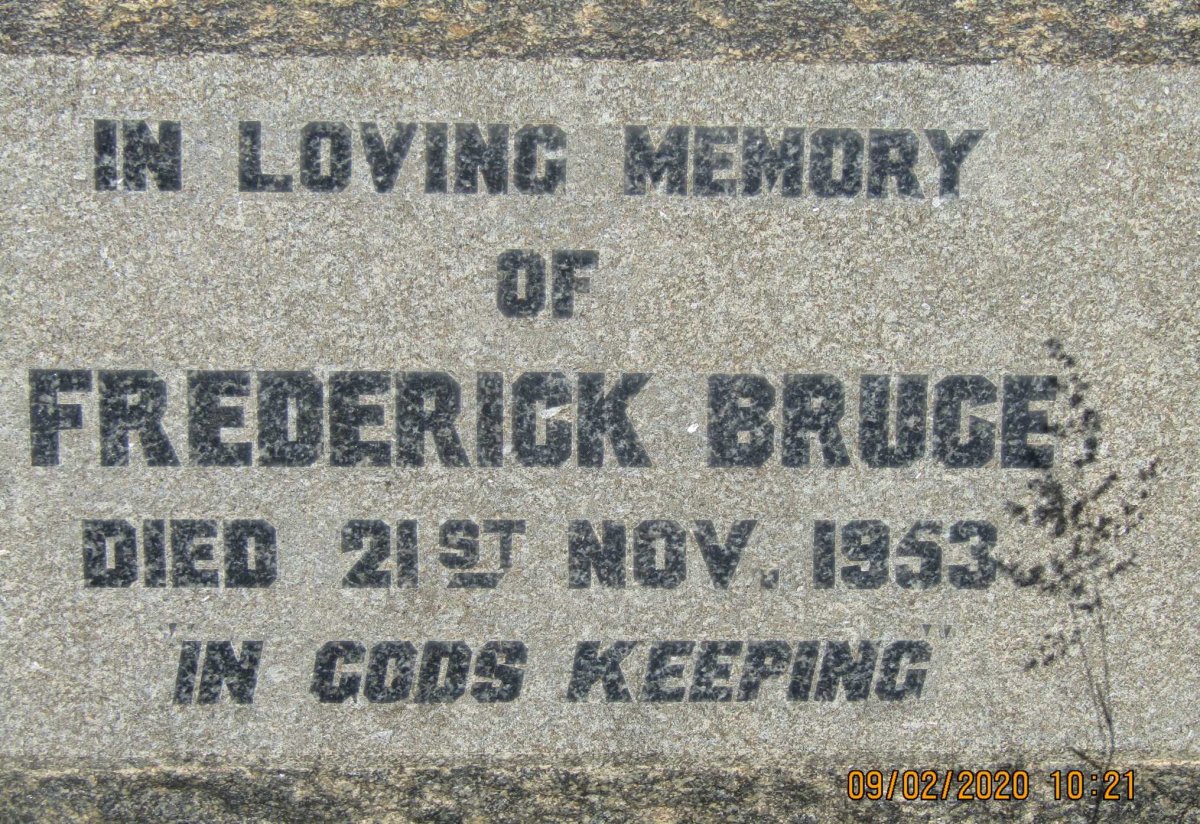 IN LOVING MEMORY
OF
FREDERICK BRUCE
DIED 21ST NOV. 1953
"IN GODS KEEPING"
09/02/2020 10:21